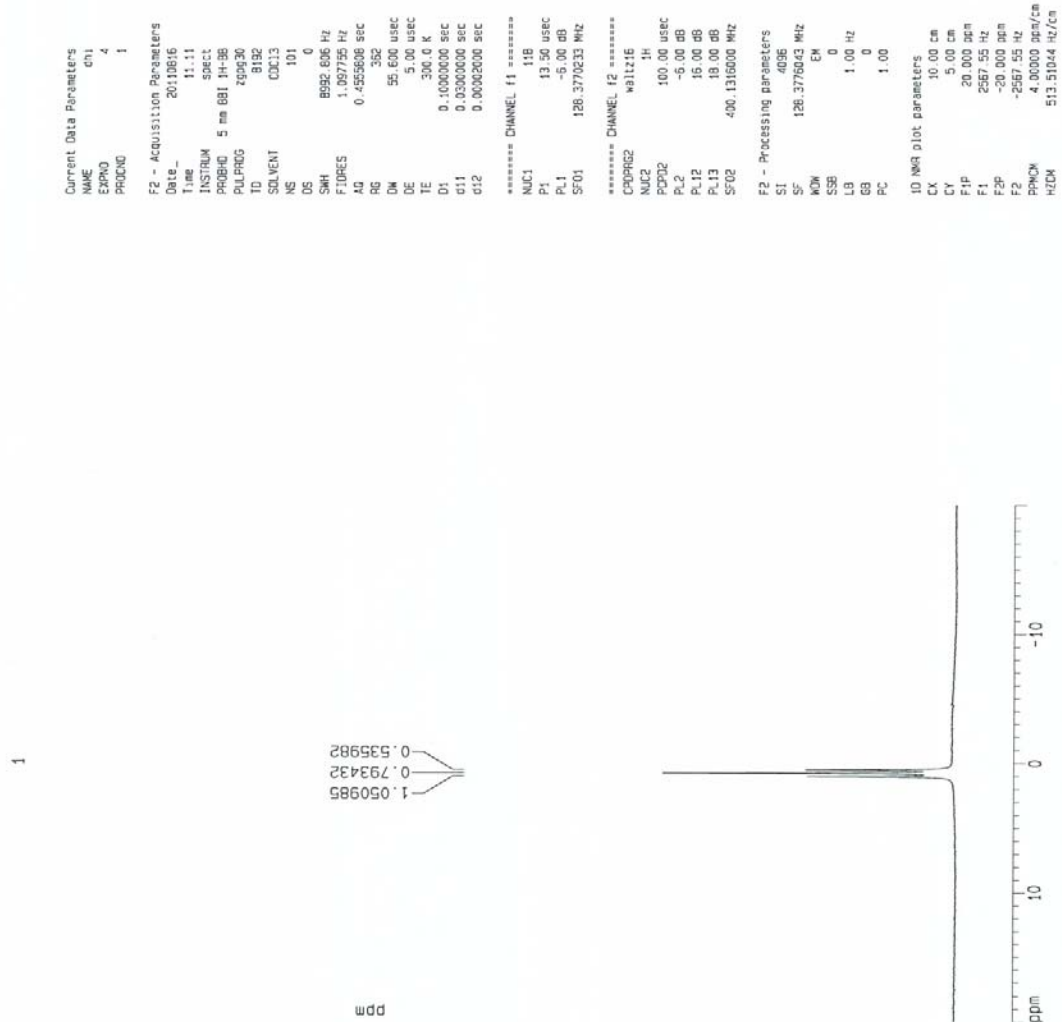 1
Current Data Parameters
NAME chi
EXPNO 4
PROCNO 1
F2 - Acquisition Parameters
Date_ 20110816
Time 11.11
INSTRUM spect
PROBHD 5 mm BBI 1H-BB
PULPROG zgpg30
TD 8192
SOLVENT CDCl3
NS 101
DS 0
SWH 8992.806 Hz
FIDRES 1.097755 Hz
AQ 0.4555608 sec
RG 362
DW 55.600 usec
DE 5.00 usec
TE 300.0 K
D1 0.10000000 sec
d11 0.03000000 sec
d12 0.00002000 sec
======== CHANNEL f1 ========
NUC1 11B
P1 13.50 usec
PL1 -6.00 dB
SFO1 128.3770233 MHz
======== CHANNEL f2 ========
CPDPRG2 waltz16
NUC2 1H
PCPD2 100.00 usec
PL2 -6.00 dB
PL12 16.00 dB
PL13 18.00 dB
SFO2 400.1316000 MHz
F2 - Processing parameters
SI 4096
SF 128.3776043 MHz
WDW EM
SSB 0
LB 1.00 Hz
GB 0
PC 1.00
1D NMR plot parameters
CX 10.00 cm
CY 5.00 cm
F1P 20.000 ppm
F1 2567.55 Hz
F2P -20.000 ppm
F2 -2567.55 Hz
PPMCM 4.00000 ppm/cm
HZCM 513.51044 Hz/cm
ppm
1.050985
0.793432
0.535982
ppm 10 0 -10